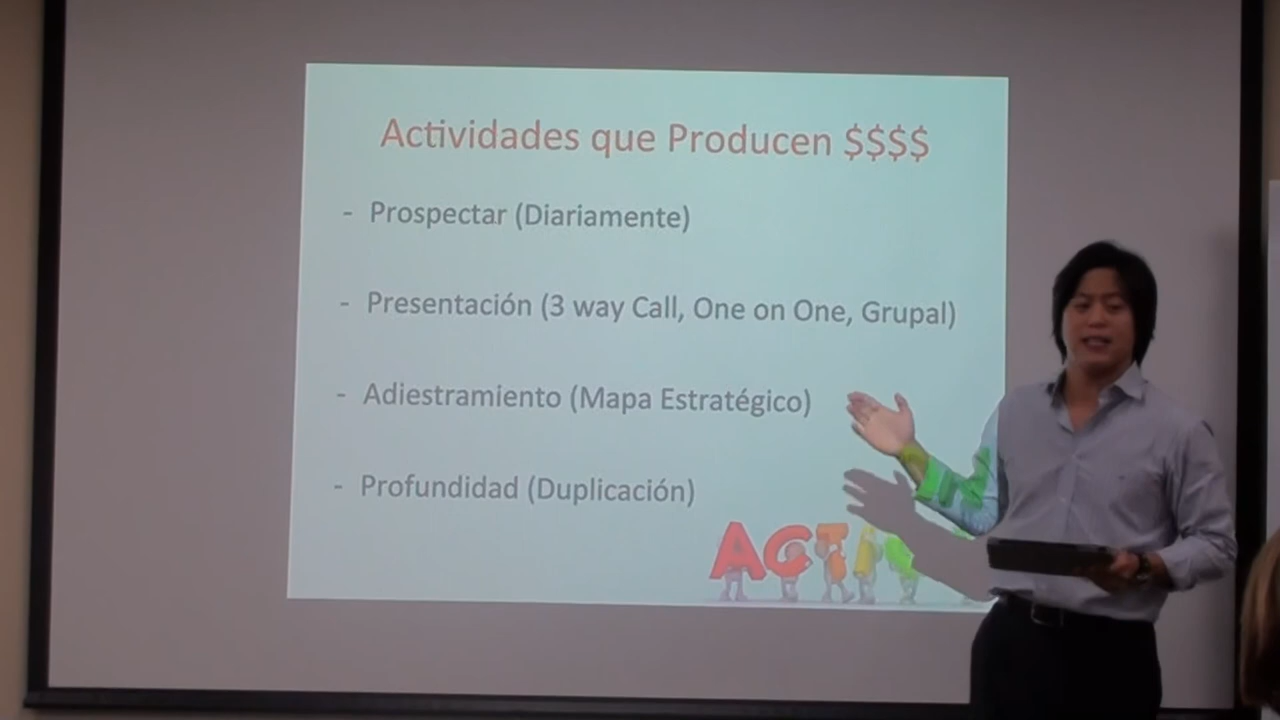 Actividades que Producen $$$$
- Prospectar (Diariamente)
- Presentación (3 way Call, One on One, Grupal)
- Adiestramiento (Mapa Estratégico)
- Profundidad (Duplicación)